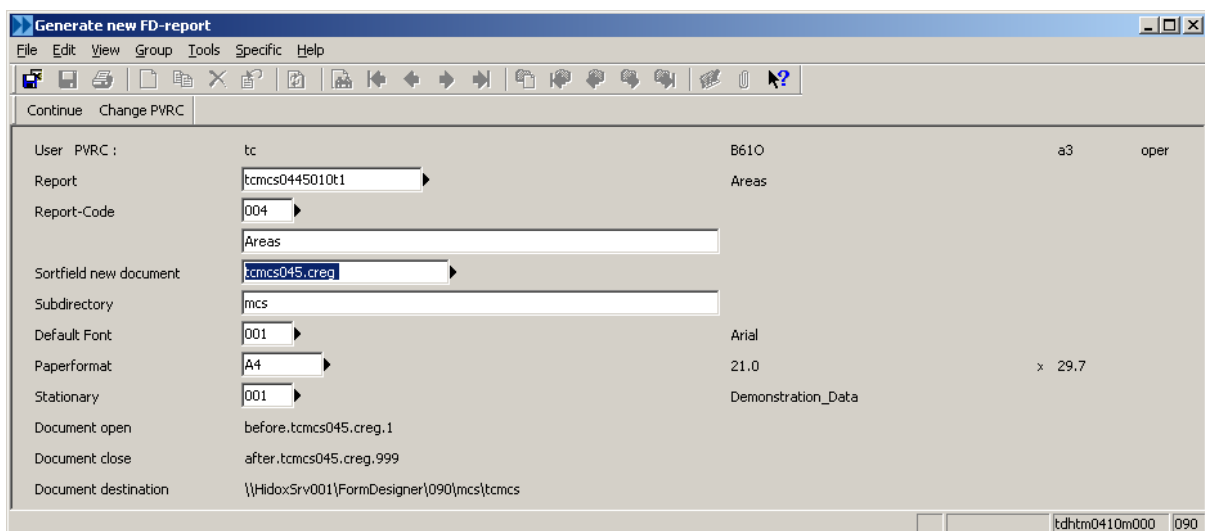 Generate new FD-report
File Edit View Group Tools Specific Help
Continue Change PVRC
User PVRC : tc B61O a3 oper
Report tcmcs0445010t1 Areas
Report-Code 004
Areas
Sortfield new document tcmcs045.creg
Subdirectory mcs
Default Font 001 Arial
Paperformat A4 21.0 x 29.7
Stationary 001 Demonstration_Data
Document open before.tcmcs045.creg.1
Document close after.tcmcs045.creg.999
Document destination \\HidoxSrv001\FormDesigner\090\mcs\tcmcs
tdhtm0410m000 090